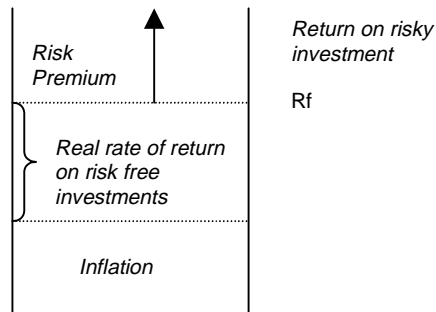 Risk
Premium
Return on risky
investment
Rf
Real rate of return
on risk free
investments
Inflation